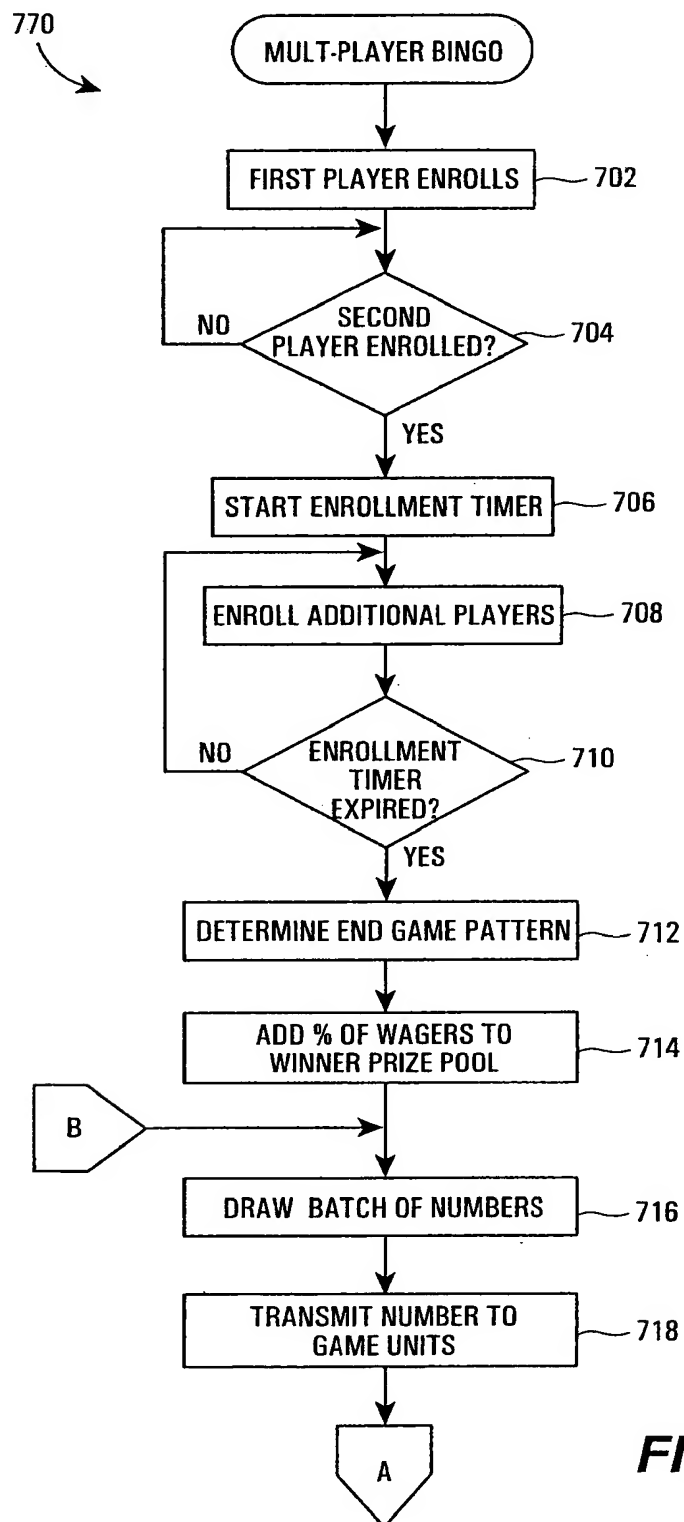 770
MULT-PLAYER BINGO
FIRST PLAYER ENROLLS
702
SECOND
PLAYER ENROLLED?
704
NO
YES
START ENROLLMENT TIMER
706
ENROLL ADDITIONAL PLAYERS
708
ENROLLMENT
TIMER
EXPIRED?
710
NO
YES
DETERMINE END GAME PATTERN
712
ADD % OF WAGERS TO
WINNER PRIZE POOL
714
B
DRAW BATCH OF NUMBERS
716
TRANSMIT NUMBER TO
GAME UNITS
718
A